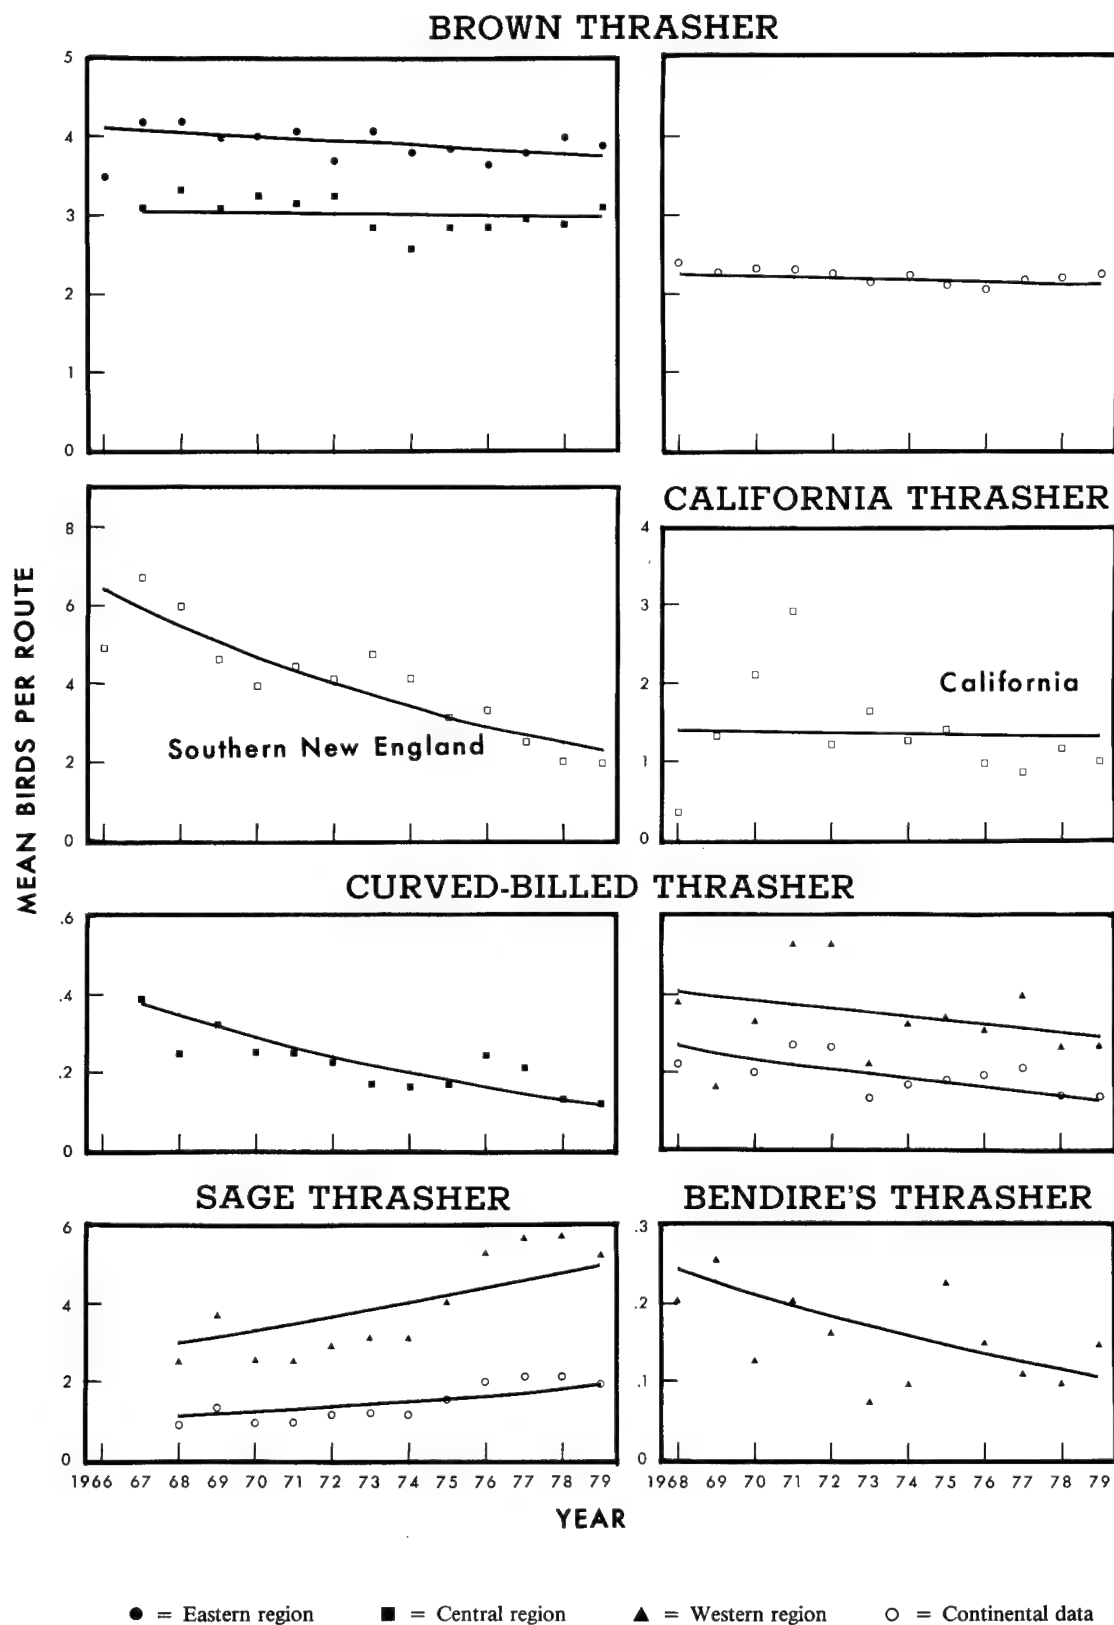 BROWN THRASHER
5
4
3
2
1
0
MEAN BIRDS PER ROUTE
8
6
4
2
0
Southern New England
CALIFORNIA THRASHER
4
3
2
1
0
California
CURVED-BILLED THRASHER
.6
.4
.2
0
SAGE THRASHER
6
4
2
0
1966 67 68 69 70 71 72 73 74 75 76 77 78 79
BENDIRE'S THRASHER
.3
.2
.1
0
1968 69 70 71 72 73 74 75 76 77 78 79
YEAR
● = Eastern region ■ = Central region ▲ = Western region ○ = Continental data